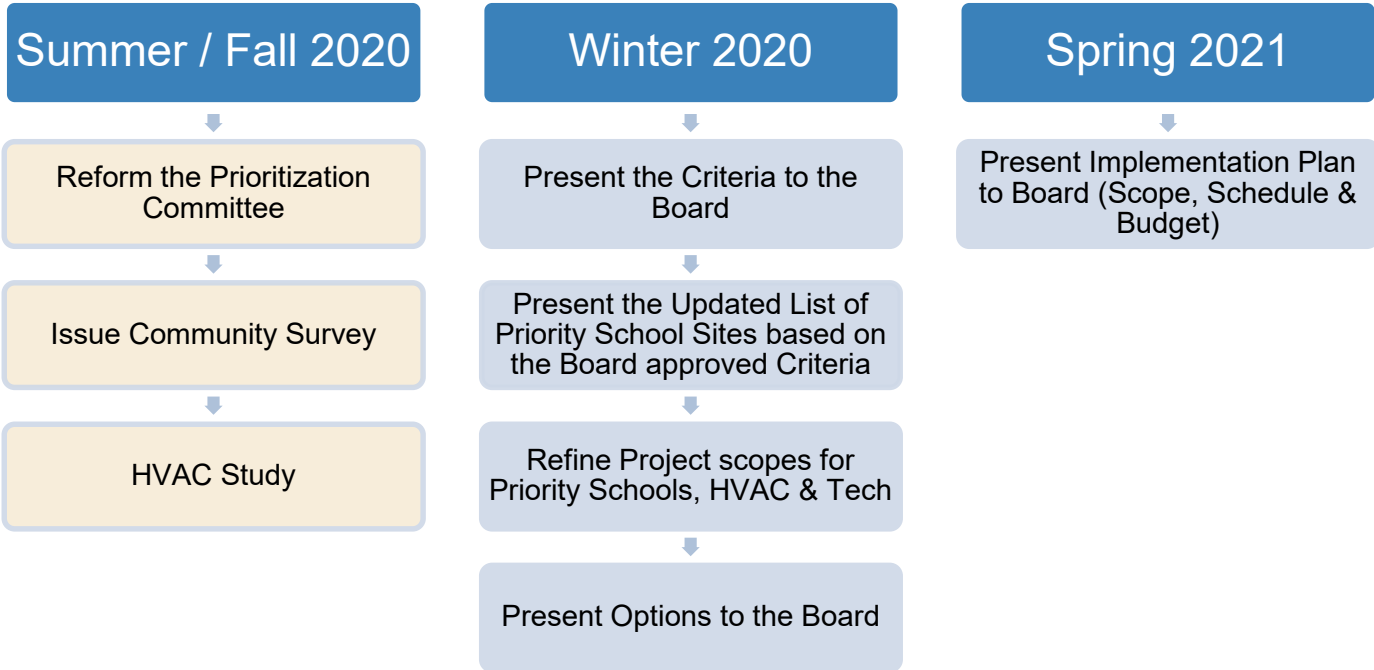 Summer / Fall 2020
Reform the Prioritization
Committee
Issue Community Survey
HVAC Study
Winter 2020
Present the Criteria to the
Board
Present the Updated List of
Priority School Sites based on
the Board approved Criteria
Refine Project scopes for
Priority Schools, HVAC & Tech
Present Options to the Board
Spring 2021
Present Implementation Plan
to Board (Scope, Schedule &
Budget)